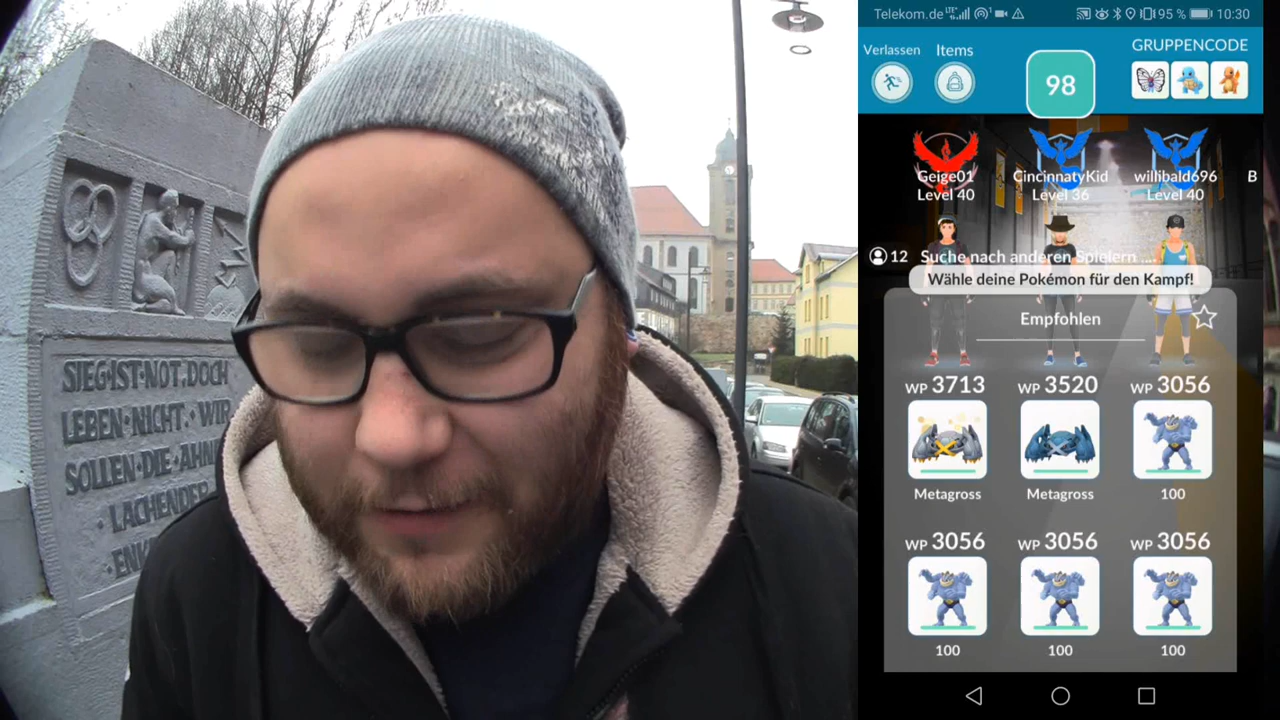 SIEG·IST·NOT·DOCH
LEBEN·NICHT·WIR
SOLLEN·DIE·AHN
·LACHENDER
Telekom.de
95 %
10:30
Verlassen
Items
98
GRUPPENCODE
Geige01
CincinnatyKid
willibald696
B
Level 40
Level 36
Level 40
12
Suche nach anderen Spielern ....
Wähle deine Pokémon für den Kampf!
Empfohlen
WP 3713
WP 3520
WP 3056
Metagross
Metagross
100
WP 3056
WP 3056
WP 3056
100
100
100